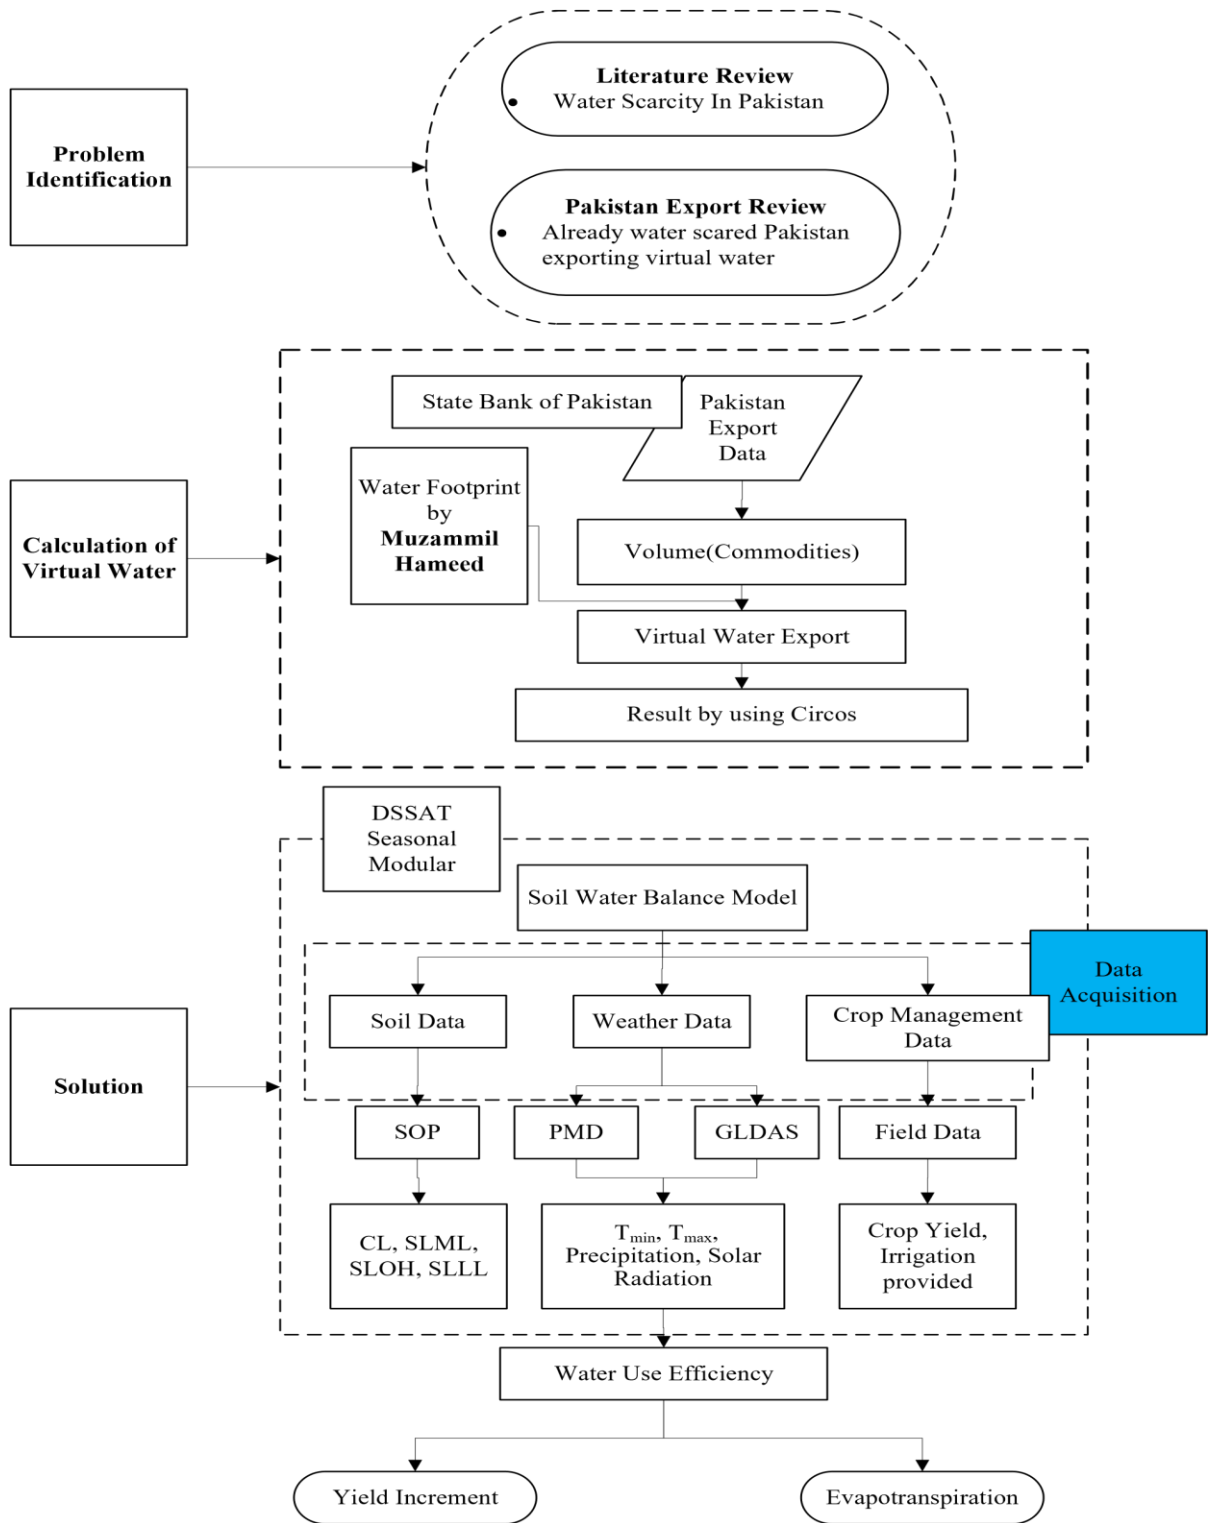 Literature Review
• Water Scarcity In Pakistan
Problem
Identification
Pakistan Export Review
• Already water scared Pakistan
exporting virtual water
State Bank of Pakistan
Pakistan
Export
Data
Water Footprint
by
Muzammil
Hameed
Calculation of
Virtual Water
Volume(Commodities)
Virtual Water Export
Result by using Circos
DSSAT
Seasonal
Modular
Soil Water Balance Model
Data
Acquisition
Soil Data
Weather Data
Crop Management
Data
Solution
SOP
PMD
GLDAS
Field Data
CL, SLML,
SLOH, SLLL
Tmin, Tmax,
Precipitation, Solar
Radiation
Crop Yield,
Irrigation
provided
Water Use Efficiency
Yield Increment
Evapotranspiration